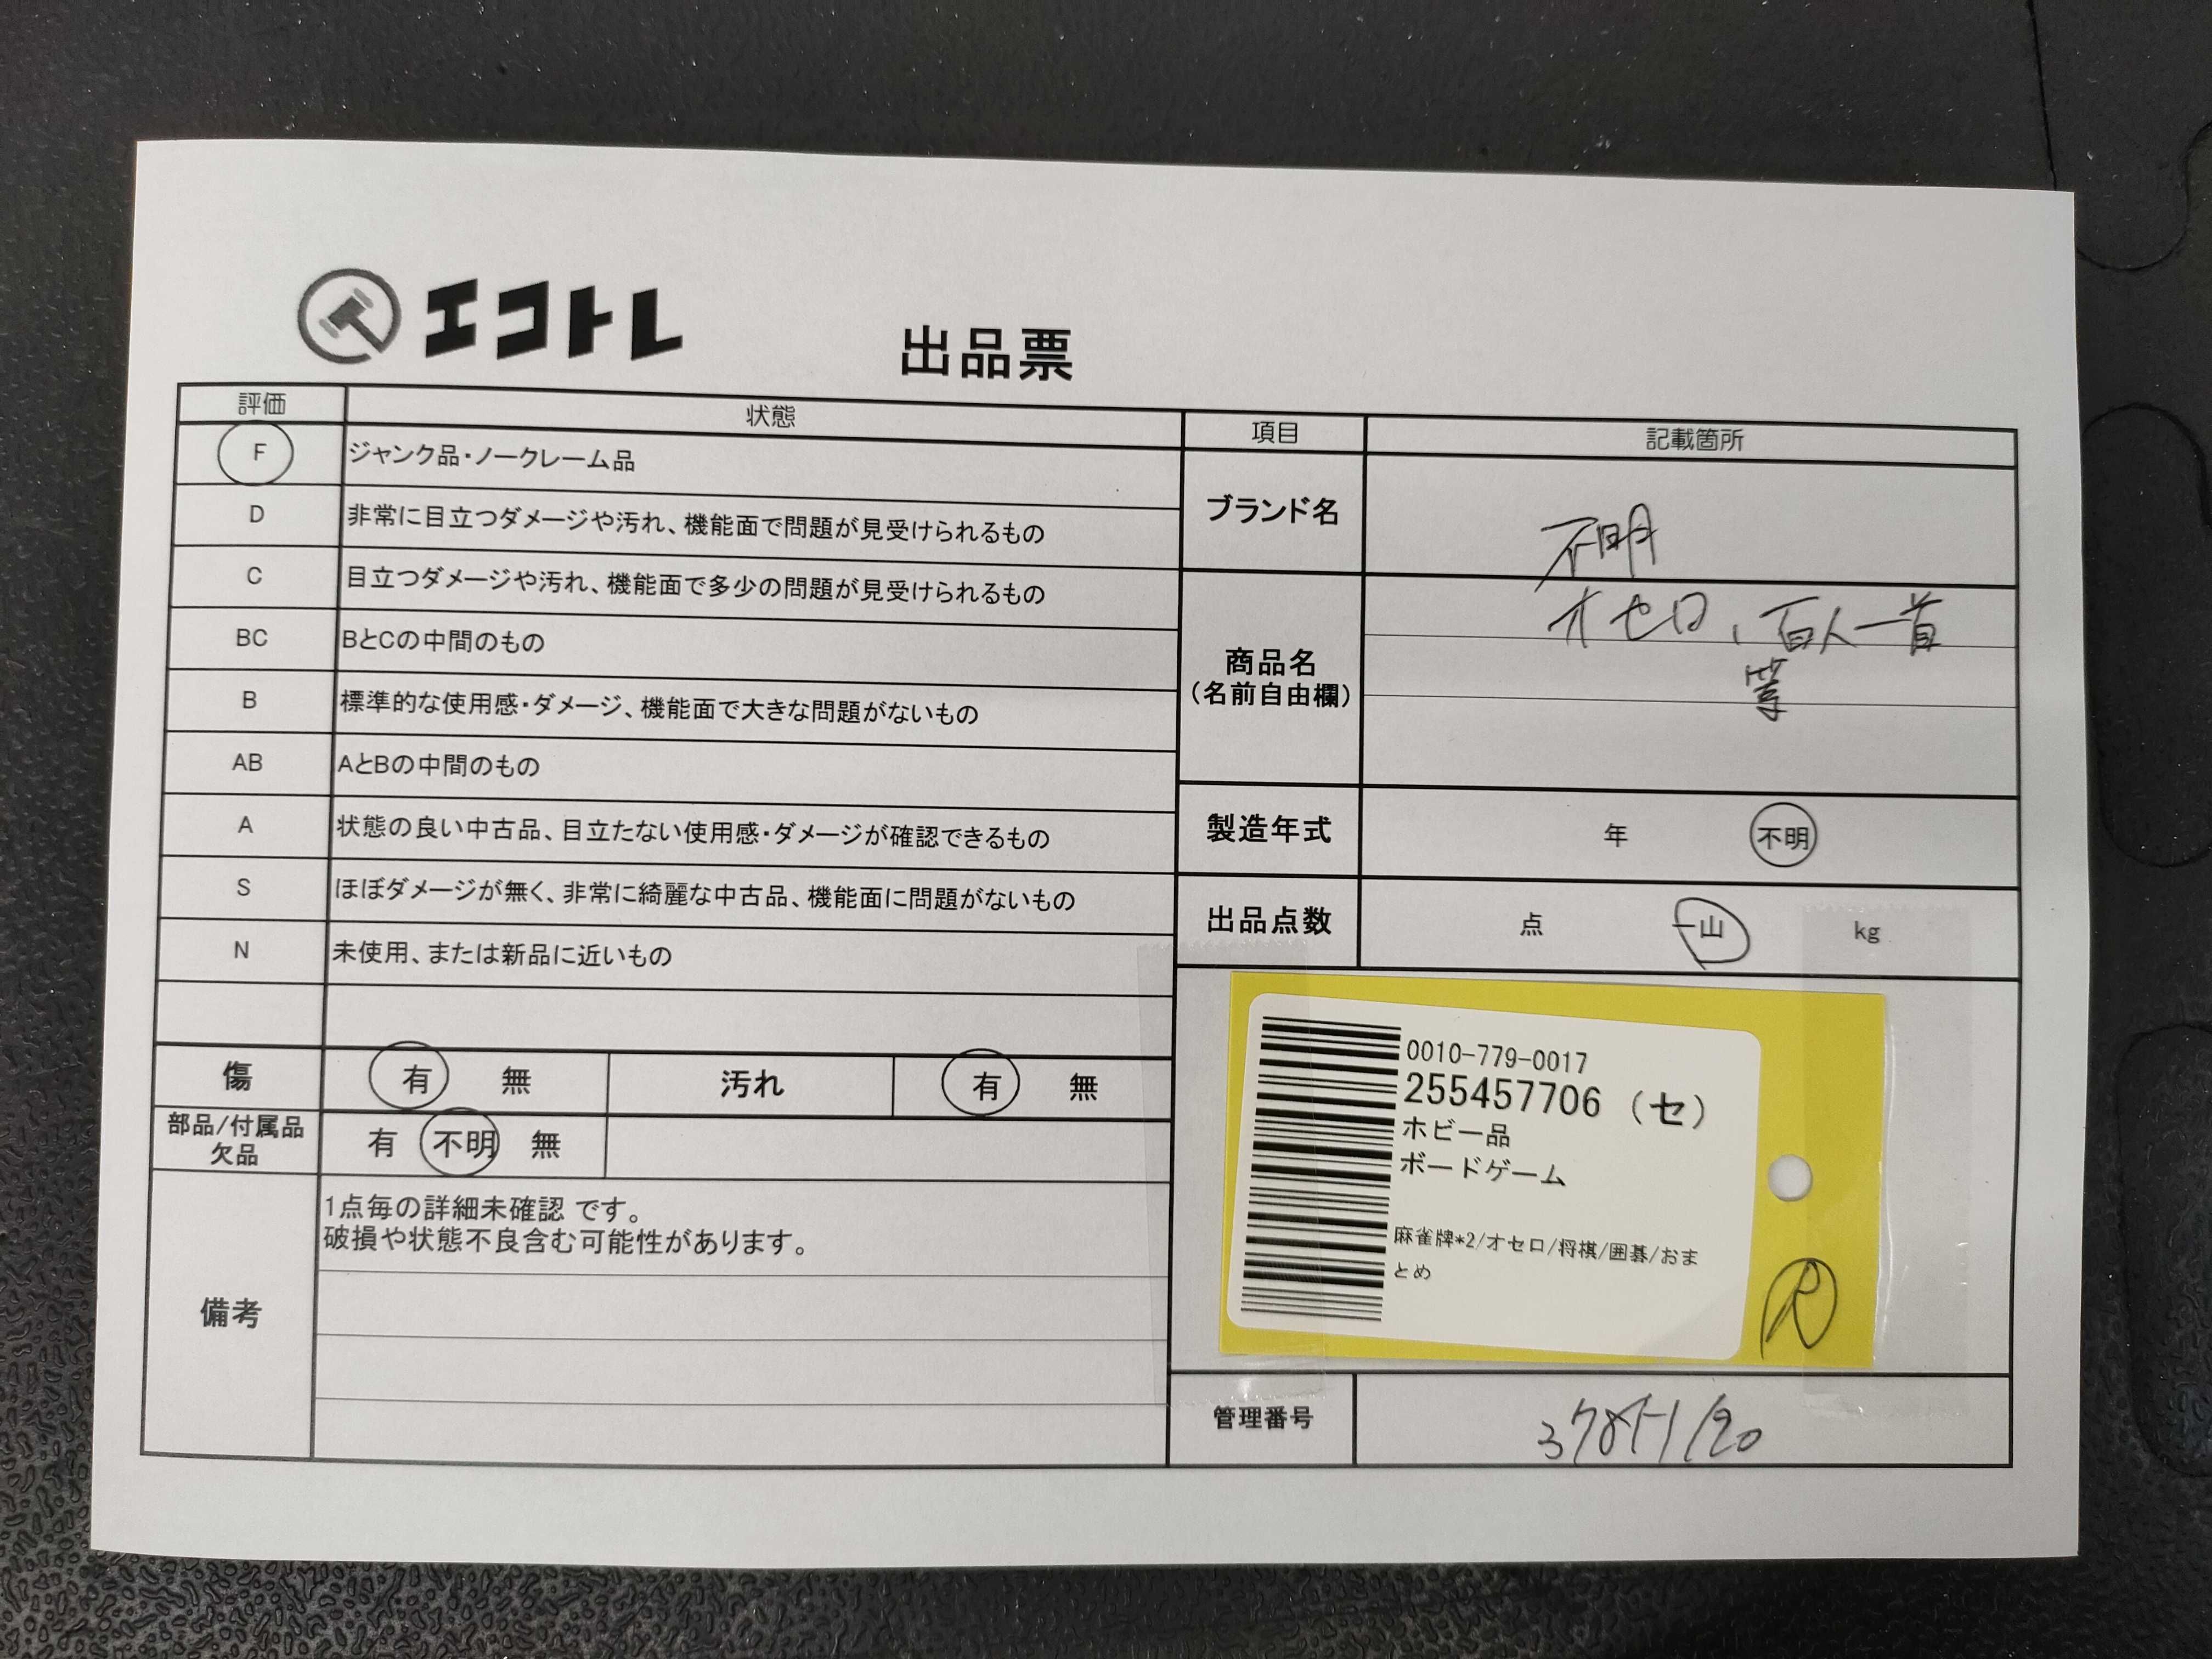 エコトレ
出品票
評価 状態
F ジャンク品・ノークレーム品
D 非常に目立つダメージや汚れ、機能面で問題が見受けられるもの
C 目立つダメージや汚れ、機能面で多少の問題が見受けられるもの
BC BとCの中間のもの
B 標準的な使用感・ダメージ、機能面で大きな問題がないもの
AB AとBの中間のもの
A 状態の良い中古品、目立たない使用感・ダメージが確認できるもの
S ほぼダメージが無く、非常に綺麗な中古品、機能面に問題がないもの
N 未使用、または新品に近いもの
傷 有 無 汚れ 有 無
部品/付属品
欠品
有 不明 無
備考
1点毎の詳細未確認 です。
破損や状態不良含む可能性があります。
項目 記載箇所
ブランド名 不明
商品名
(名前自由欄)
オセロ、百人一首
等
製造年式 年 不明
出品点数 点 一山 kg
0010-779-0017
255457706 (セ)
ホビー品
ボードゲーム
麻雀牌*2/オセロ/将棋/囲碁/おま
とめ
R
管理番号